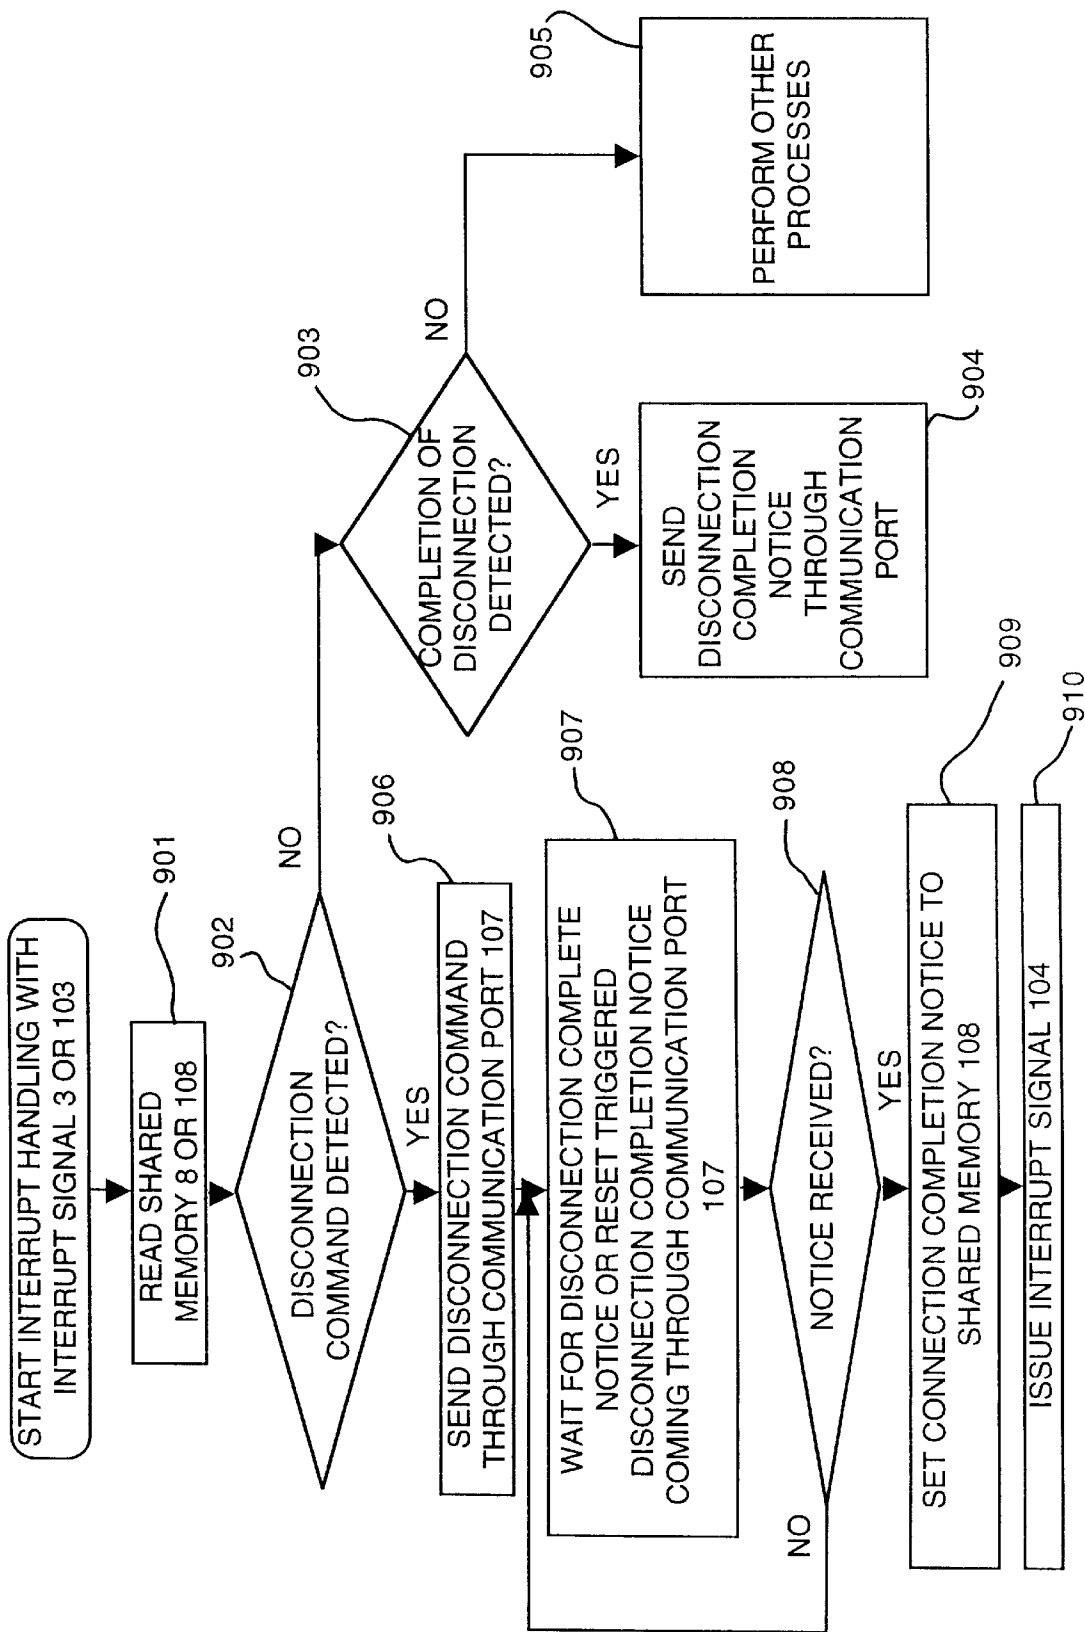 START INTERRUPT HANDLING WITH
INTERRUPT SIGNAL 3 OR 103
901
READ SHARED
MEMORY 8 OR 108
902
DISCONNECTION
COMMAND DETECTED?
NO
YES
903
COMPLETION OF
DISCONNECTION
DETECTED?
NO
YES
904
SEND
DISCONNECTION
COMPLETION
NOTICE
THROUGH
COMMUNICATION
PORT
905
PERFORM OTHER
PROCESSES
906
SEND DISCONNECTION COMMAND
THROUGH COMMUNICATION PORT 107
907
WAIT FOR DISCONNECTION COMPLETE
NOTICE OR RESET TRIGGERED
DISCONNECTION COMPLETION NOTICE
COMING THROUGH COMMUNICATION PORT
107
908
NOTICE RECEIVED?
NO
YES
909
SET CONNECTION COMPLETION NOTICE TO
SHARED MEMORY 108
910
ISSUE INTERRUPT SIGNAL 104